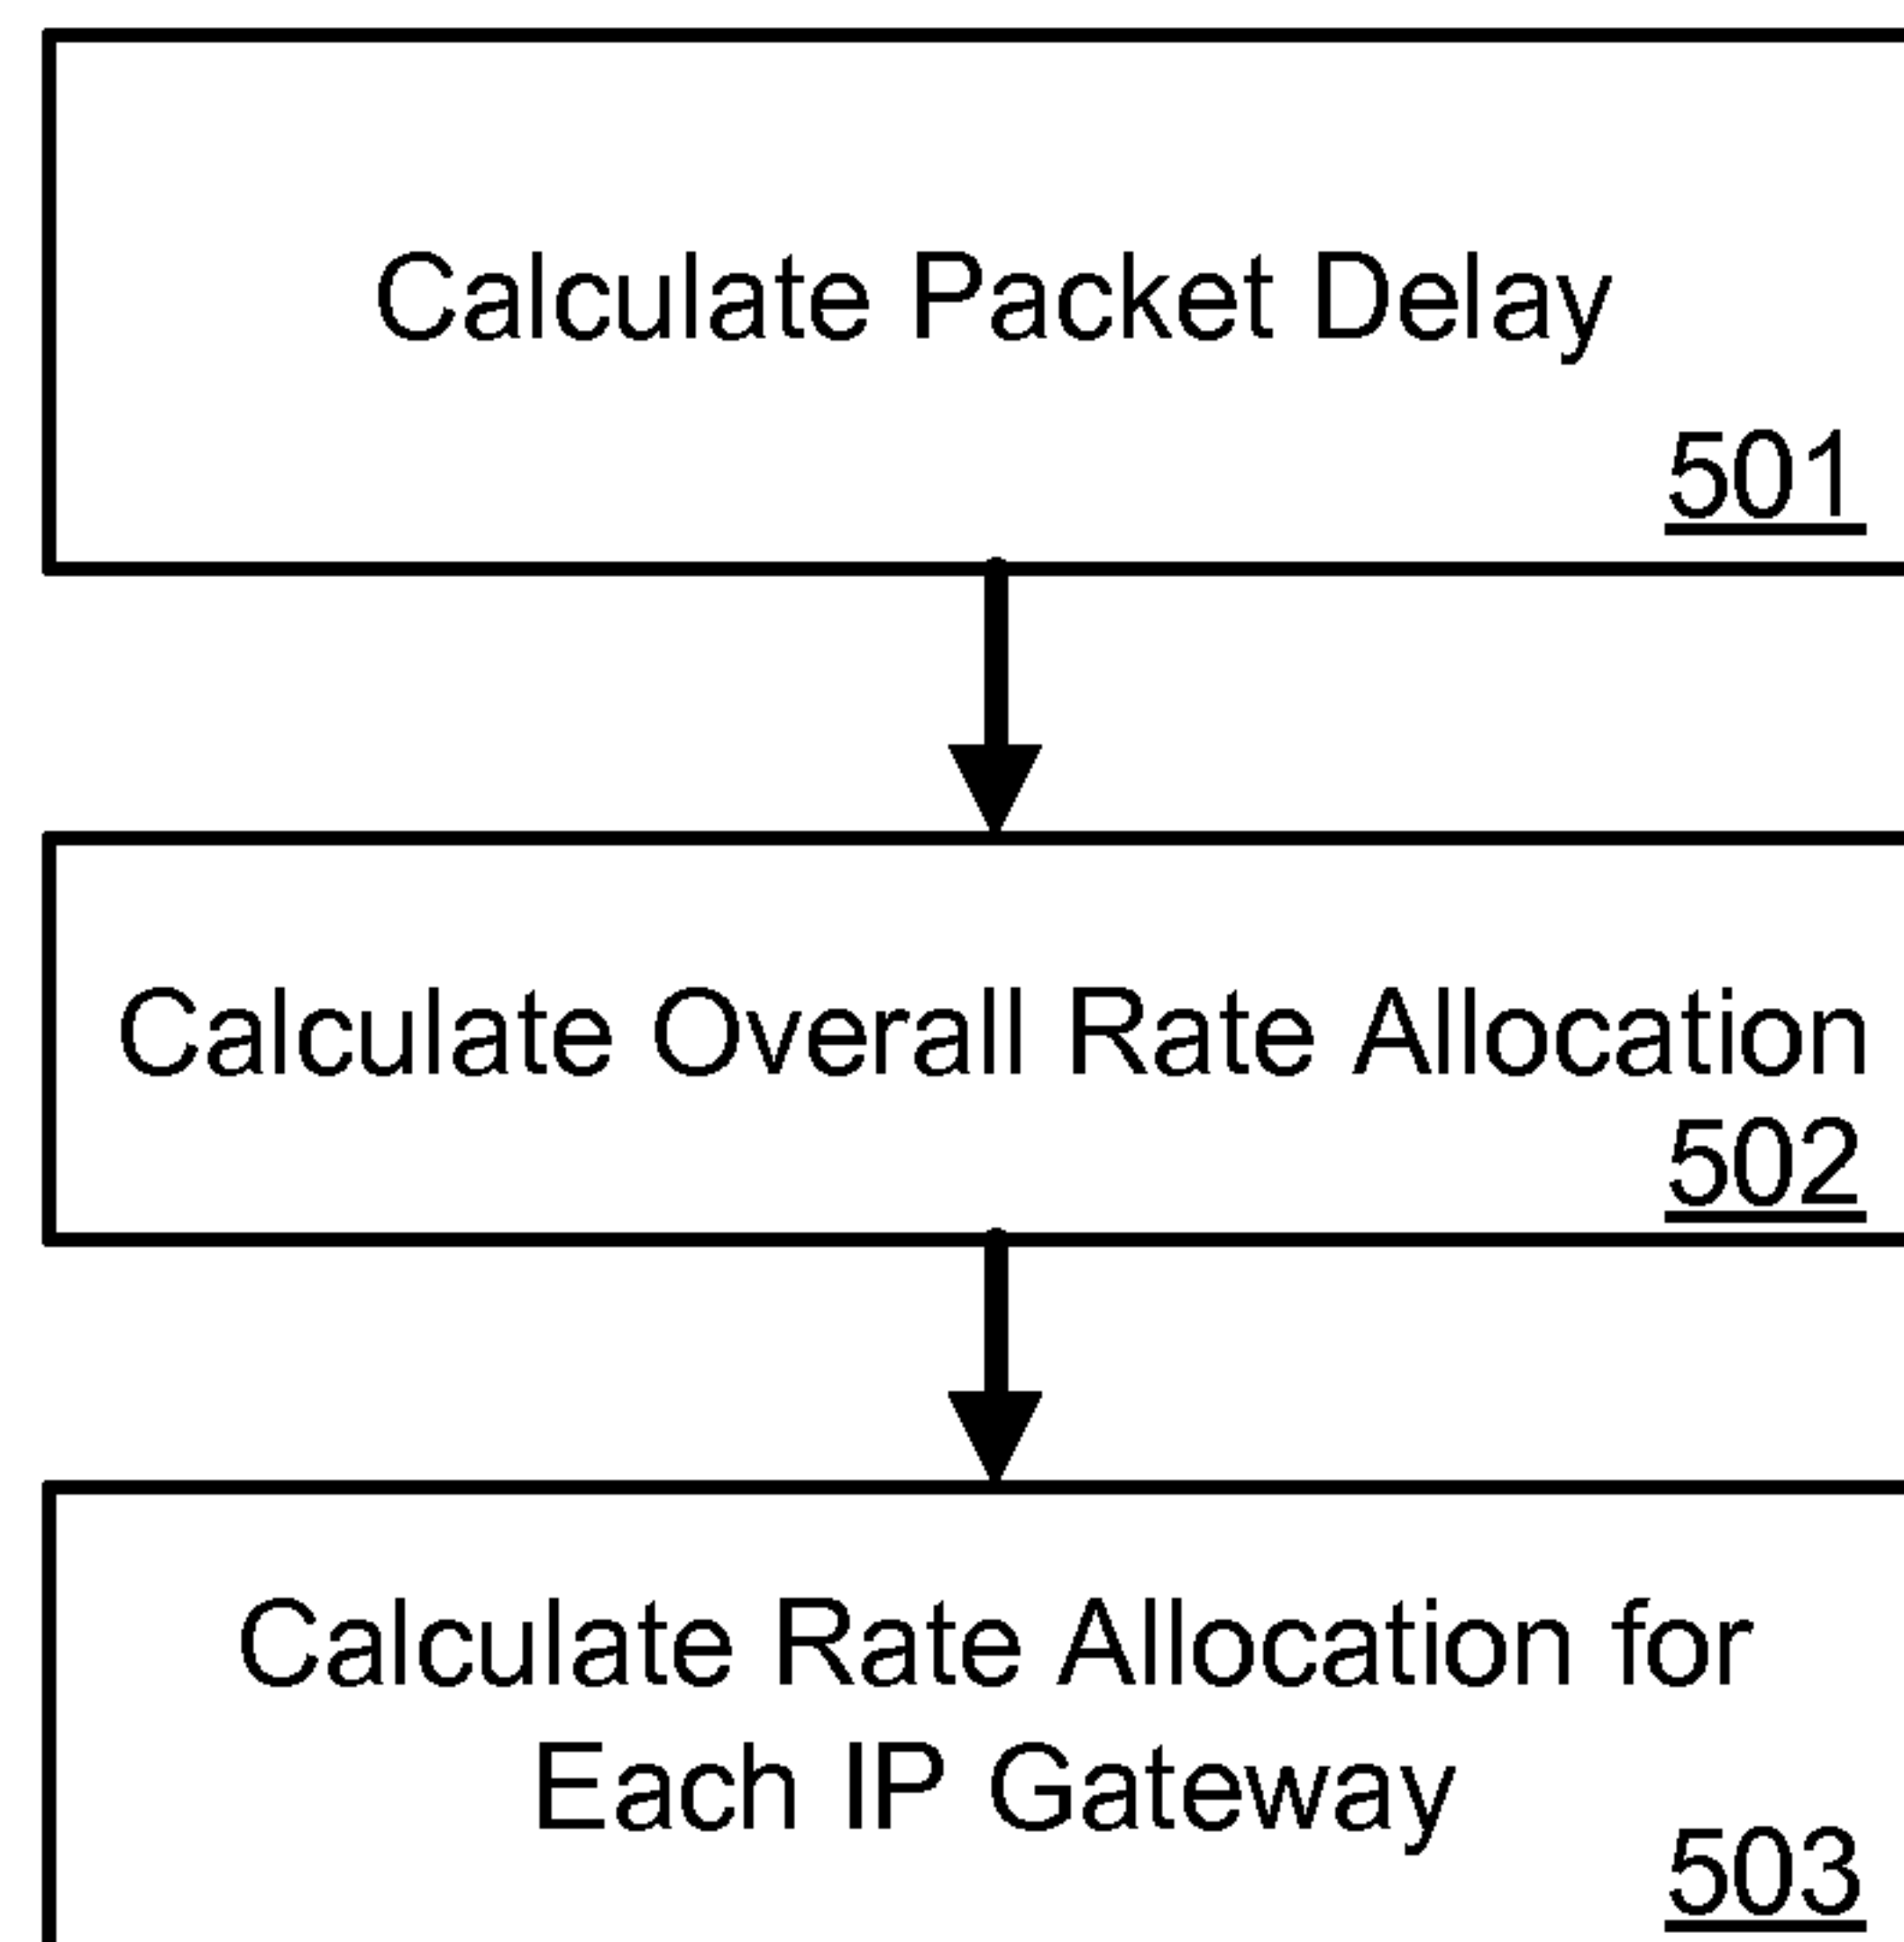 Calculate Packet Delay
501
Calculate Overall Rate Allocation
502
Calculate Rate Allocation for
Each IP Gateway
503